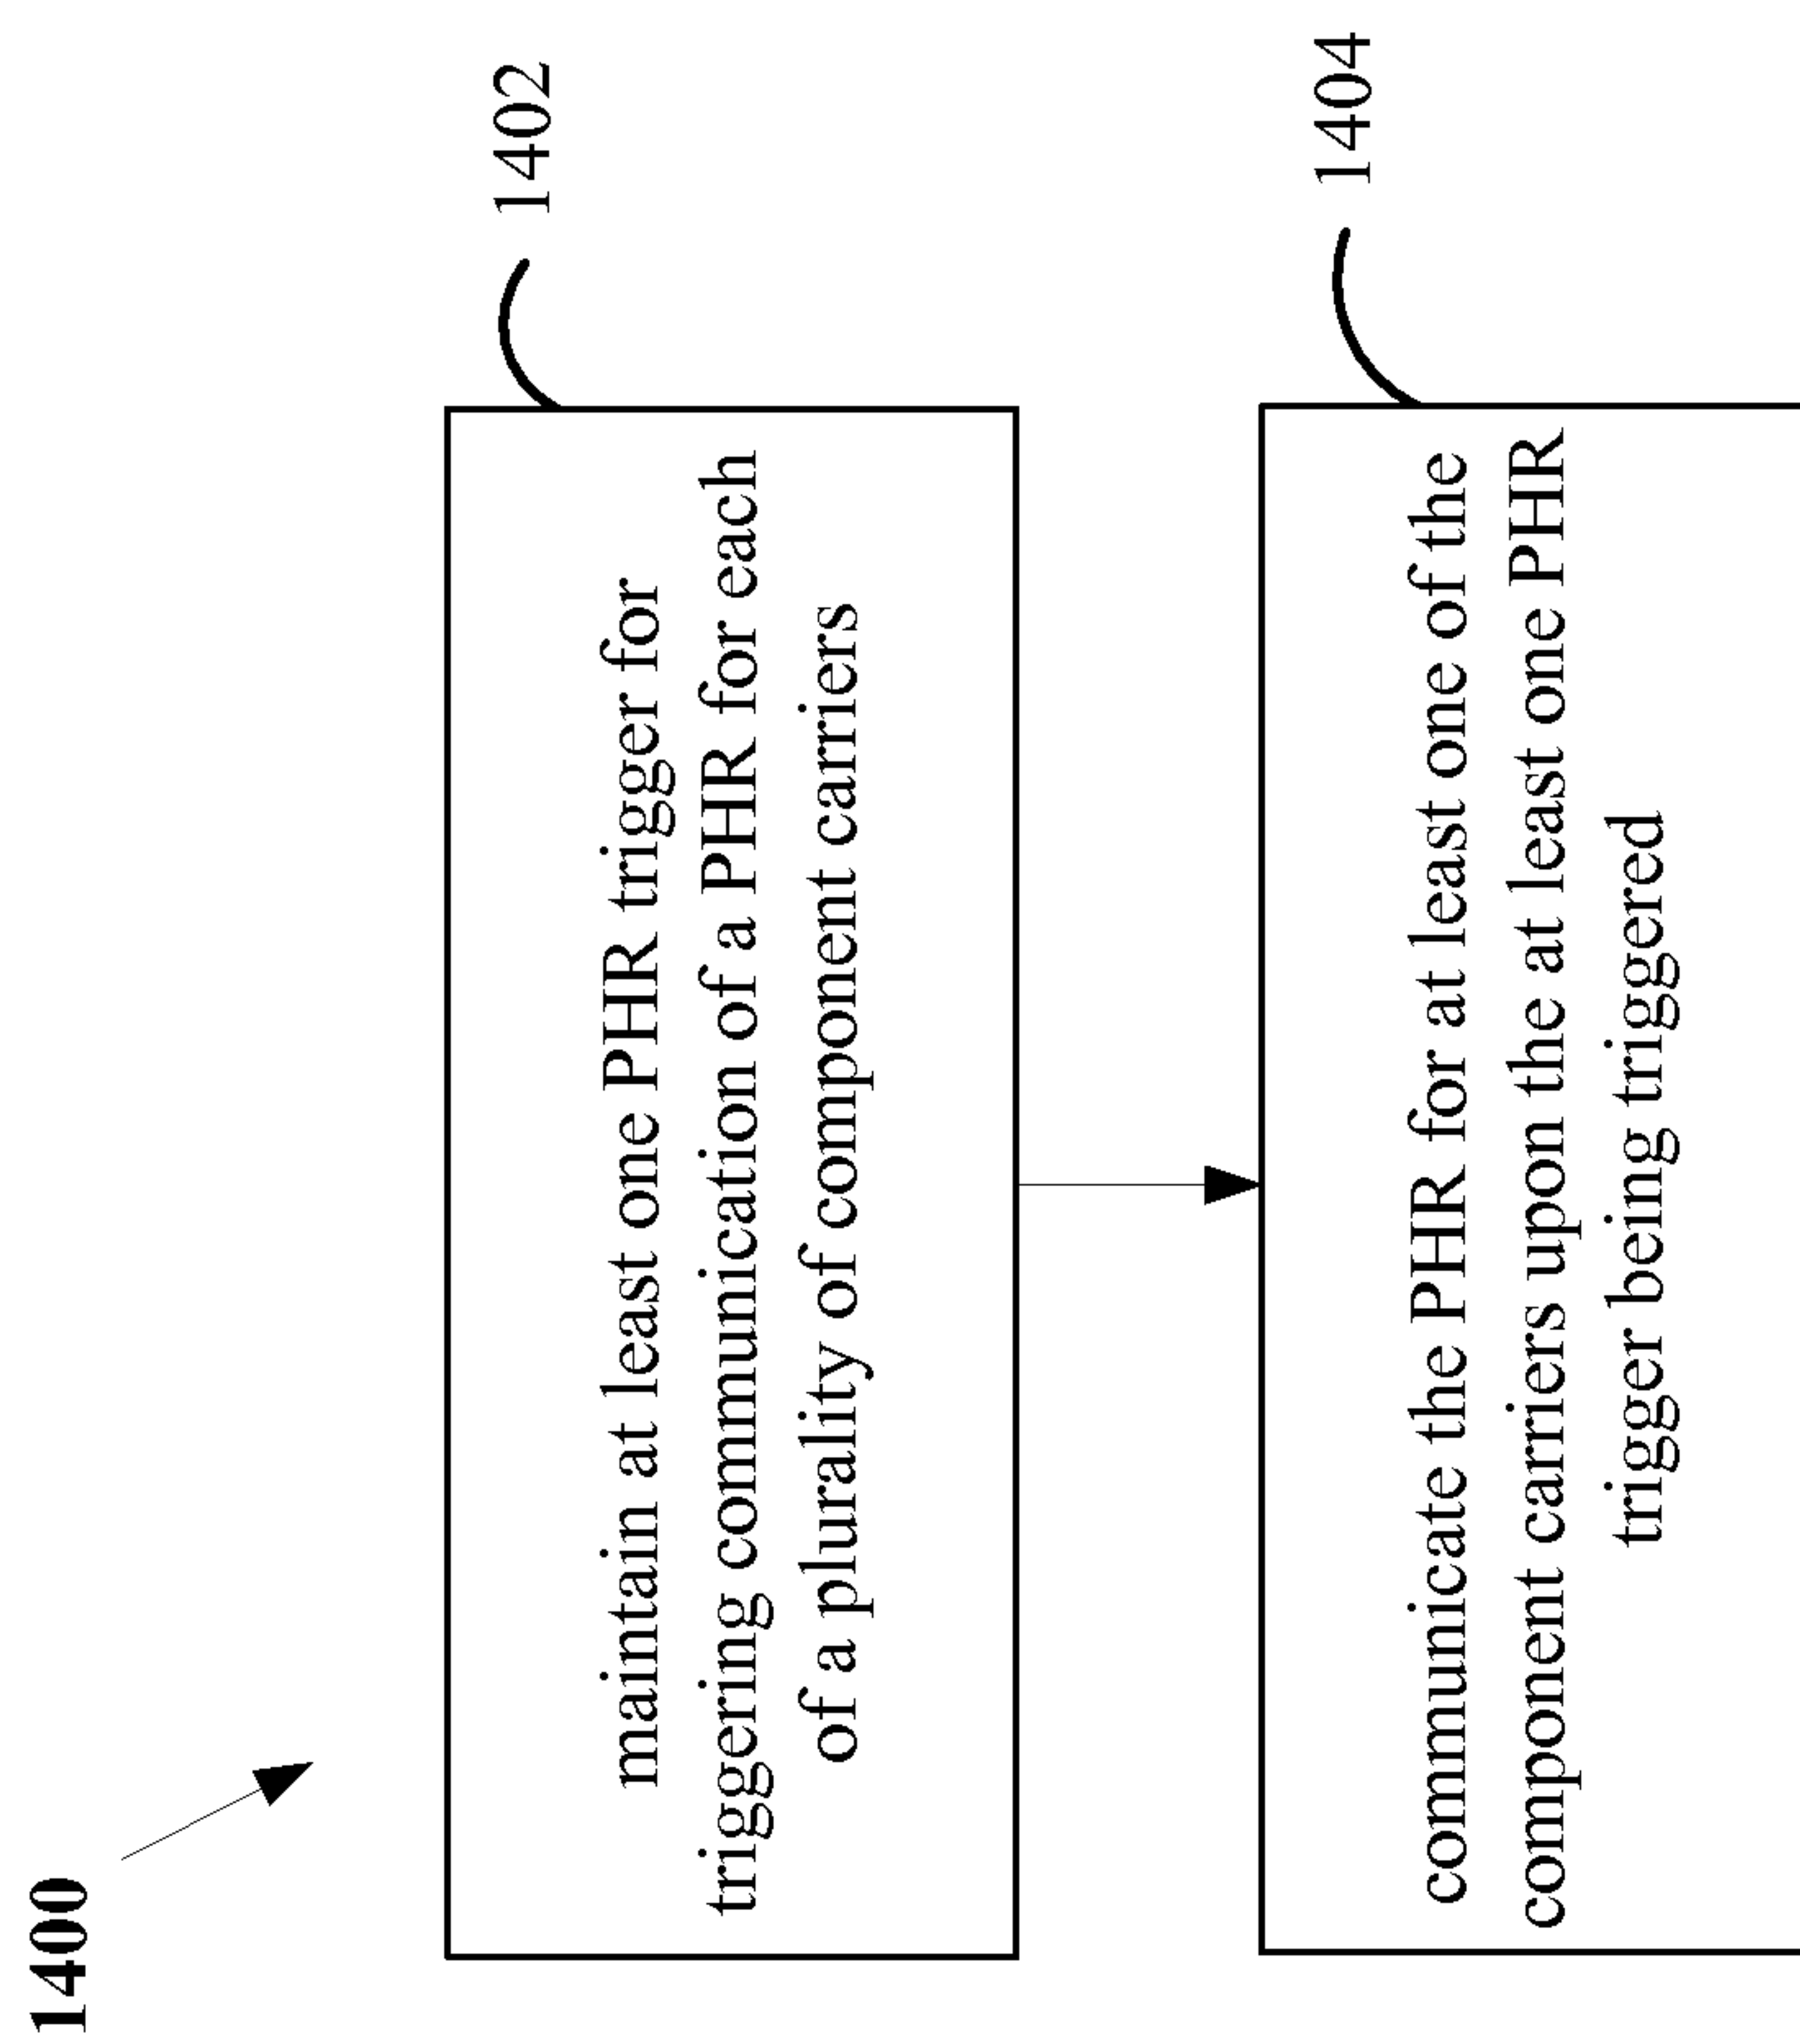 1400
1402
maintain at least one PHR trigger for
triggering communication of a PHR for each
of a plurality of component carriers
1404
communicate the PHR for at least one of the
component carriers upon the at least one PHR
trigger being triggered